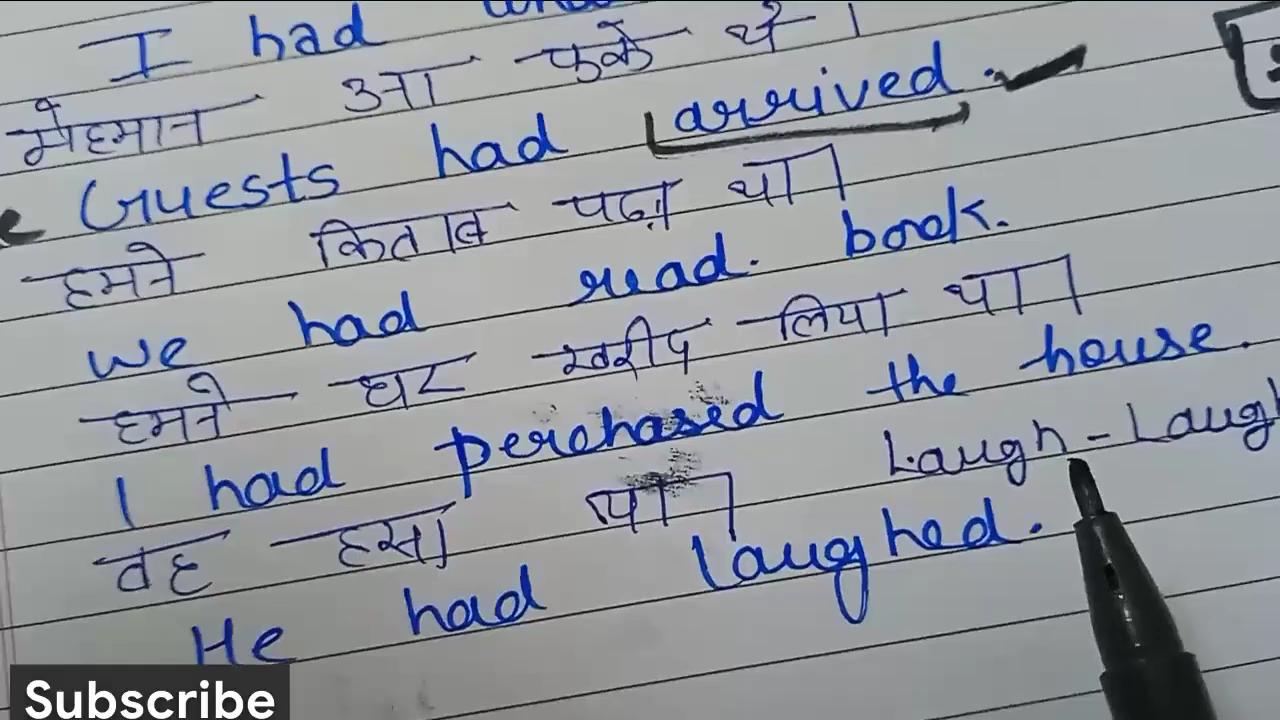 I had
मेहमान आ चुके थे।
Guests had arrived.
हमने किताब पढ़ा था।
We had read. book.
हमने घर खरीद लिया था।
I had perchased the house.
वह हसा था।
Laugh - Laugh
He had laughed.
Subscribe